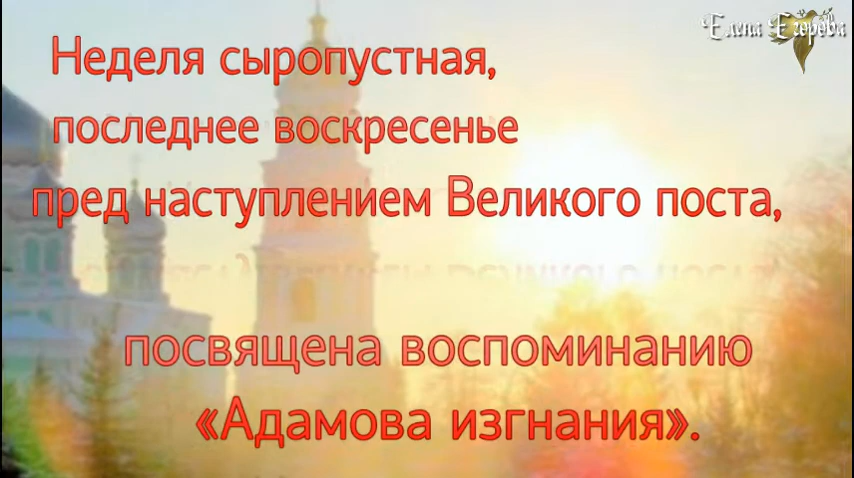 Елена Егорова
Неделя сыропустная,
последнее воскресенье
пред наступлением Великого поста,
посвящена воспоминанию
«Адамова изгнания».